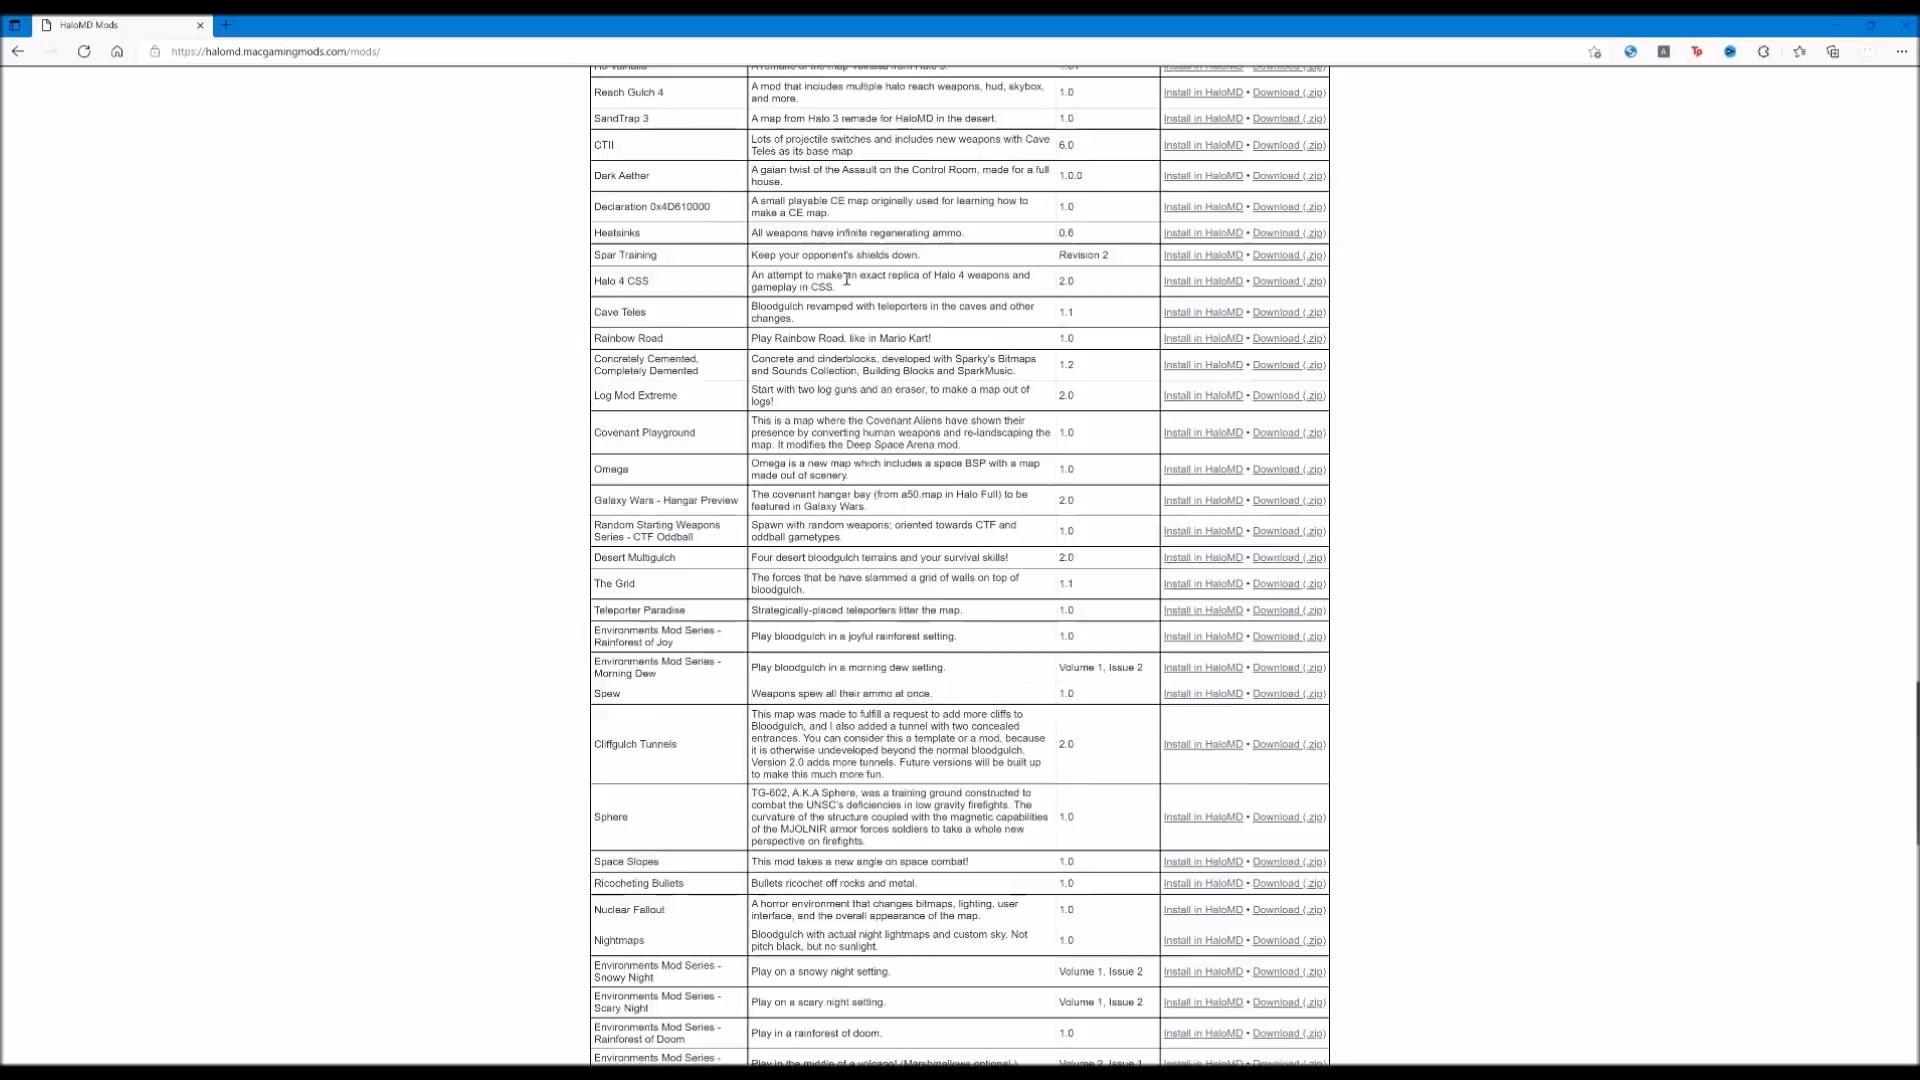 HaloMD Mods
https://halomd.macgamingmods.com/mods/
Reach Gulch 4
A mod that includes multiple halo reach weapons, hud, skybox,
and more.
1.0
Install in HaloMD • Download (.zip)
SandTrap 3
A map from Halo 3 remade for HaloMD in the desert.
1.0
Install in HaloMD • Download (.zip)
CTII
Lots of projectile switches and includes new weapons with Cave
Teles as its base map
6.0
Install in HaloMD • Download (.zip)
Dark Aether
A gaian twist of the Assault on the Control Room, made for a full
house.
1.0.0
Install in HaloMD • Download (.zip)
Declaration 0x4D610000
A small playable CE map originally used for learning how to
make a CE map.
1.0
Install in HaloMD • Download (.zip)
Heatsinks
All weapons have infinite regenerating ammo.
0.6
Install in HaloMD • Download (.zip)
Spar Training
Keep your opponent's shields down.
Revision 2
Install in HaloMD • Download (.zip)
Halo 4 CSS
An attempt to make an exact replica of Halo 4 weapons and
gameplay in CSS.
2.0
Install in HaloMD • Download (.zip)
Cave Teles
Bloodgulch revamped with teleporters in the caves and other
changes.
1.1
Install in HaloMD • Download (.zip)
Rainbow Road
Play Rainbow Road, like in Mario Kart!
1.0
Install in HaloMD • Download (.zip)
Concretely Cemented,
Completely Demented
Concrete and cinderblocks, developed with Sparky's Bitmaps
and Sounds Collection, Building Blocks and SparkMusic.
1.2
Install in HaloMD • Download (.zip)
Log Mod Extreme
Start with two log guns and an eraser, to make a map out of
logs!
2.0
Install in HaloMD • Download (.zip)
Covenant Playground
This is a map where the Covenant Aliens have shown their
presence by converting human weapons and re-landscaping the
map. It modifies the Deep Space Arena mod.
1.0
Install in HaloMD • Download (.zip)
Omega
Omega is a new map which includes a space BSP with a map
made out of scenery.
1.0
Install in HaloMD • Download (.zip)
Galaxy Wars - Hangar Preview
The covenant hangar bay (from a50.map in Halo Full) to be
featured in Galaxy Wars.
2.0
Install in HaloMD • Download (.zip)
Random Starting Weapons
Series - CTF Oddball
Spawn with random weapons; oriented towards CTF and
oddball gametypes.
1.0
Install in HaloMD • Download (.zip)
Desert Multigulch
Four desert bloodgulch terrains and your survival skills!
2.0
Install in HaloMD • Download (.zip)
The Grid
The forces that be have slammed a grid of walls on top of
bloodgulch.
1.1
Install in HaloMD • Download (.zip)
Teleporter Paradise
Strategically-placed teleporters litter the map.
1.0
Install in HaloMD • Download (.zip)
Environments Mod Series -
Rainforest of Joy
Play bloodgulch in a joyful rainforest setting.
1.0
Install in HaloMD • Download (.zip)
Environments Mod Series -
Morning Dew
Play bloodgulch in a morning dew setting.
Volume 1, Issue 2
Install in HaloMD • Download (.zip)
Spew
Weapons spew all their ammo at once.
1.0
Install in HaloMD • Download (.zip)
Cliffgulch Tunnels
This map was made to fulfill a request to add more cliffs to
Bloodgulch, and I also added a tunnel with two concealed
entrances. You can consider this a template or a mod, because
it is otherwise undeveloped beyond the normal bloodgulch.
Version 2.0 adds more tunnels. Future versions will be built up
to make this much more fun.
2.0
Install in HaloMD • Download (.zip)
Sphere
TG-602, A.K.A Sphere, was a training ground constructed to
combat the UNSC's deficiencies in low gravity firefights. The
curvature of the structure coupled with the magnetic capabilities
of the MJOLNIR armor forces soldiers to take a whole new
perspective on firefights.
1.0
Install in HaloMD • Download (.zip)
Space Slopes
This mod takes a new angle on space combat!
1.0
Install in HaloMD • Download (.zip)
Ricocheting Bullets
Bullets ricochet off rocks and metal.
1.0
Install in HaloMD • Download (.zip)
Nuclear Fallout
A horror environment that changes bitmaps, lighting, user
interface, and the overall appearance of the map.
1.0
Install in HaloMD • Download (.zip)
Nightmaps
Bloodgulch with actual night lightmaps and custom sky. Not
pitch black, but no sunlight.
1.0
Install in HaloMD • Download (.zip)
Environments Mod Series -
Snowy Night
Play on a snowy night setting.
Volume 1, Issue 2
Install in HaloMD • Download (.zip)
Environments Mod Series -
Scary Night
Play on a scary night setting.
Volume 1, Issue 2
Install in HaloMD • Download (.zip)
Environments Mod Series -
Rainforest of Doom
Play in a rainforest of doom.
1.0
Install in HaloMD • Download (.zip)
Environments Mod Series -
Play in the middle of a volcano! (Marshmallows optional.)